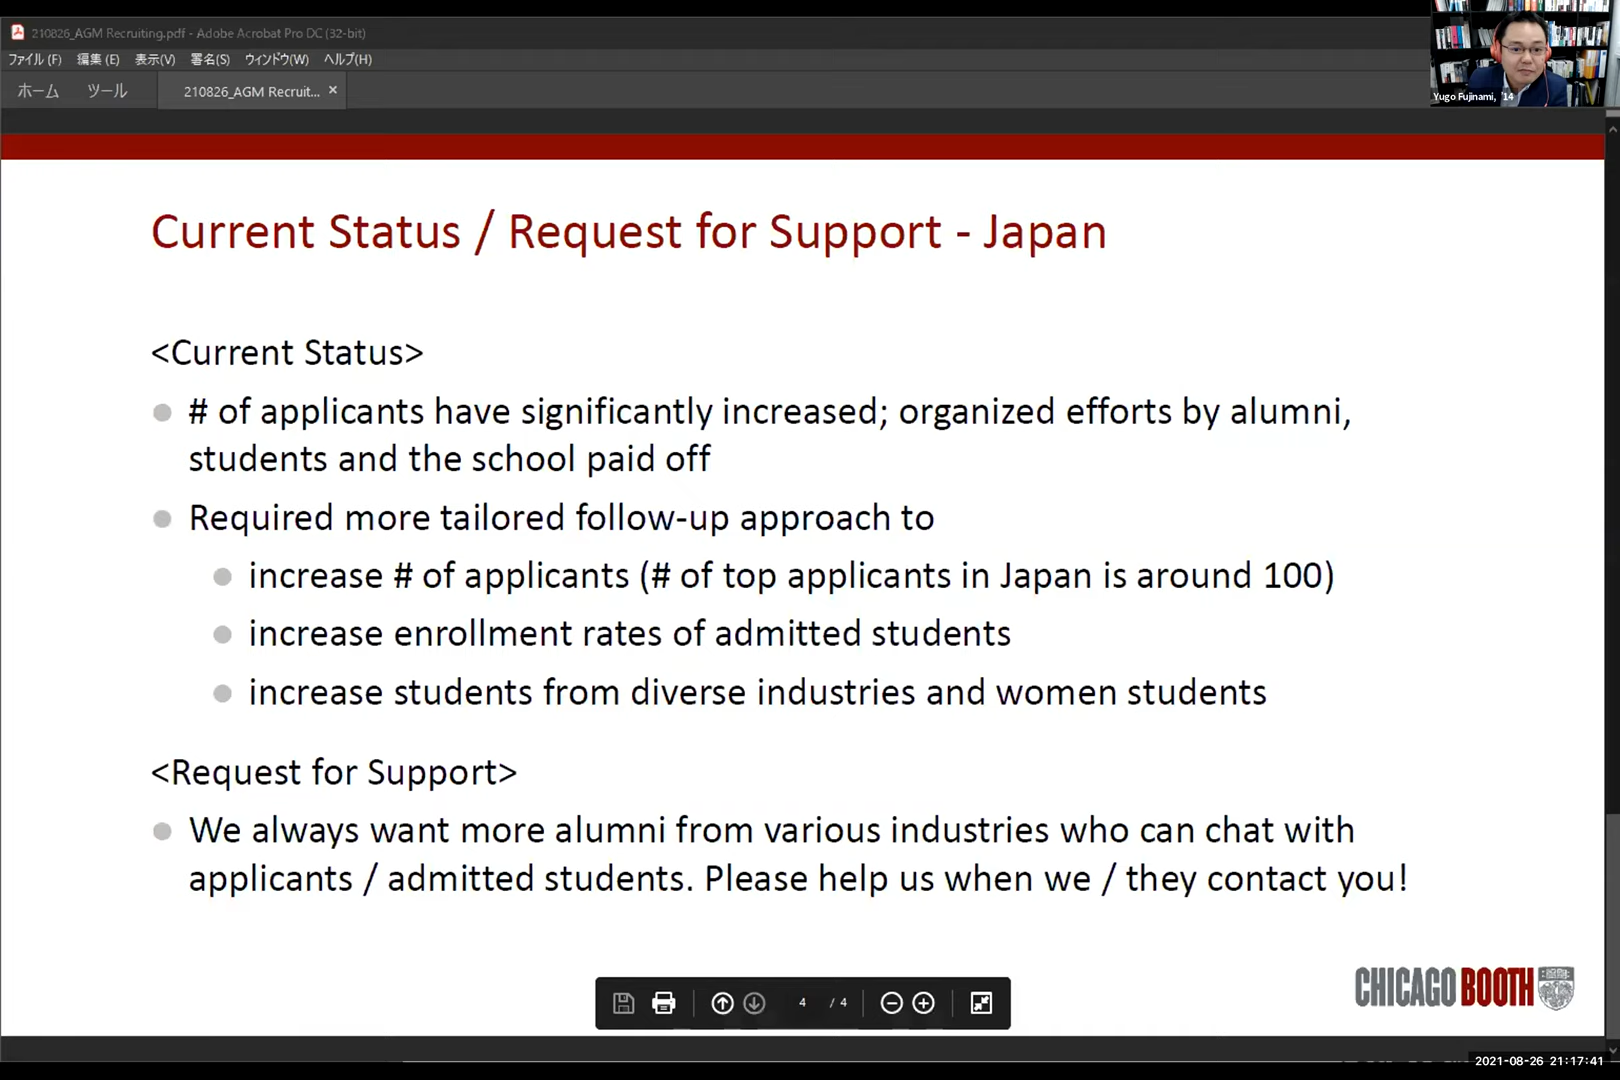 210826_AGM Recruiting.pdf - Adobe Acrobat Pro DC (32-bit)
ファイル(F) 編集(E) 表示(V) 署名(S) ウィンドウ(W) ヘルプ(H)
ホーム ツール 210826_AGM Recruit... ×
Yugo Fujinami, '14
Current Status / Request for Support - Japan
<Current Status>
# of applicants have significantly increased; organized efforts by alumni,
students and the school paid off
Required more tailored follow-up approach to
increase # of applicants (# of top applicants in Japan is around 100)
increase enrollment rates of admitted students
increase students from diverse industries and women students
<Request for Support>
We always want more alumni from various industries who can chat with
applicants / admitted students. Please help us when we / they contact you!
CHICAGO BOOTH
4 / 4
2021-08-26 21:17:41